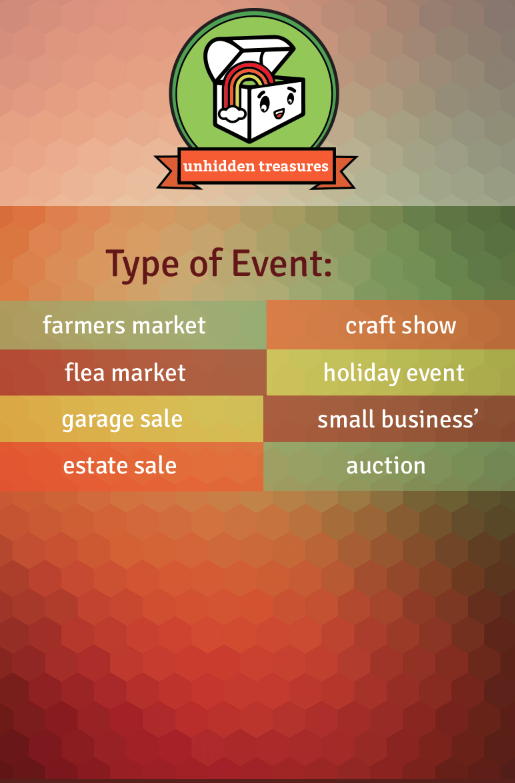 unhidden treasures
Type of Event:
farmers market
craft show
flea market
holiday event
garage sale
small business’
estate sale
auction